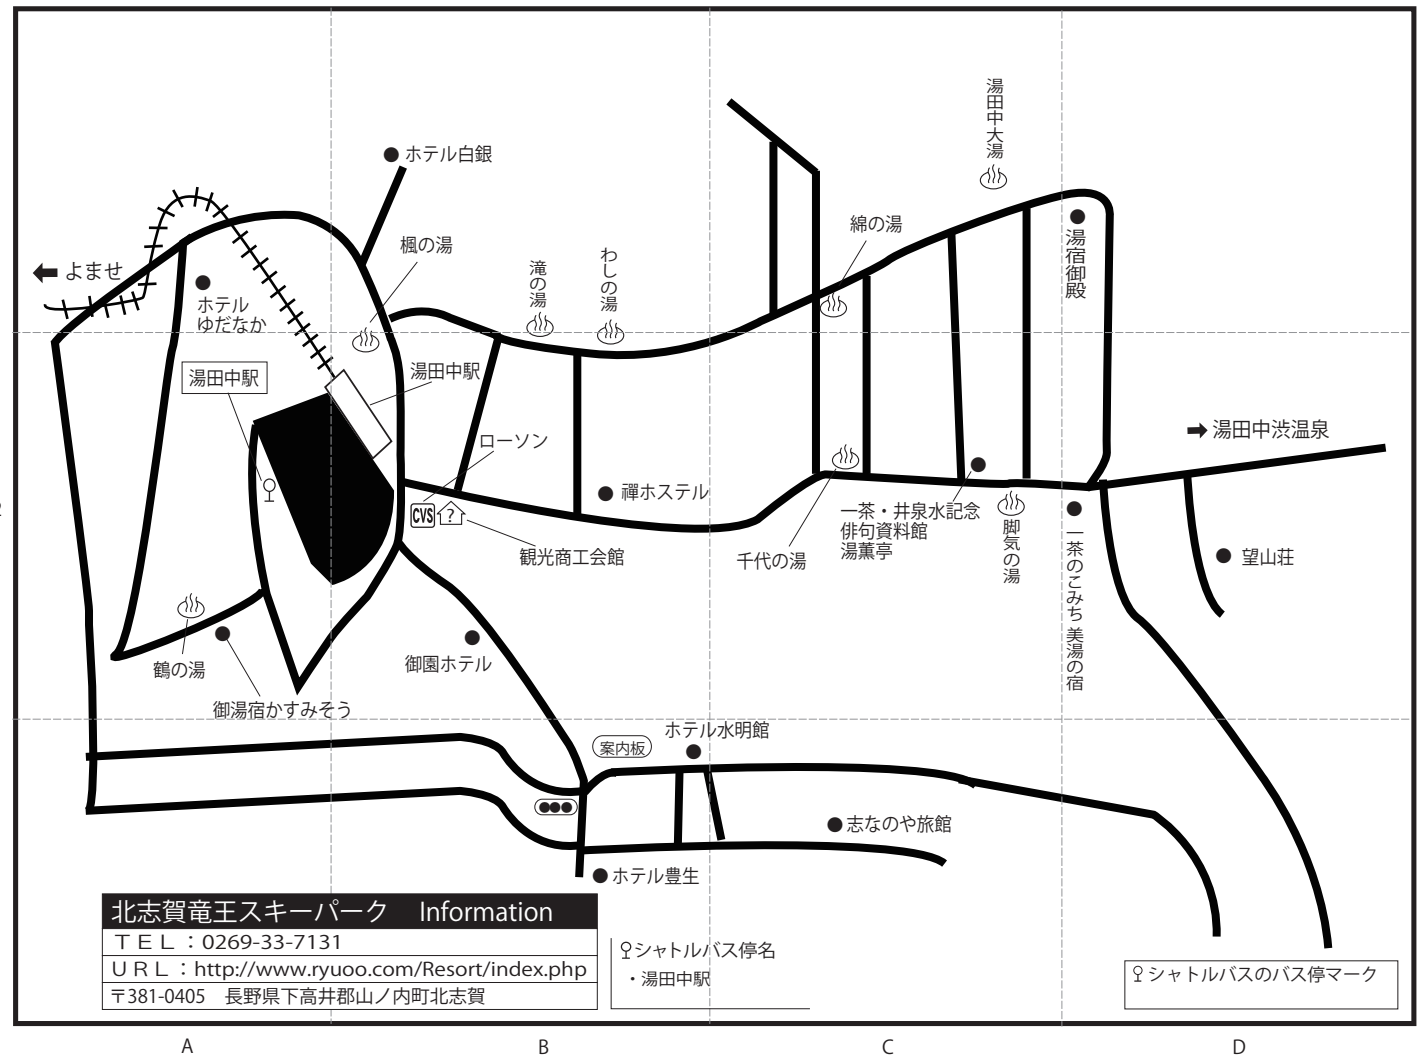 湯田中大湯
ホテル白銀
綿の湯
楓の湯
滝の湯
わしの湯
湯宿御殿
よませ
ホテル
ゆだなか
湯田中駅
湯田中駅
湯田中渋温泉
ローソン
禪ホステル
CVS
?
観光商工会館
千代の湯
一茶・井泉水記念
俳句資料館
湯薫亭
脚気の湯
一茶のこみち 美湯の宿
望山荘
鶴の湯
御園ホテル
御湯宿かすみそう
案内板
ホテル水明館
志なのや旅館
ホテル豊生
北志賀竜王スキーパーク Information
ＴＥＬ：0269-33-7131
ＵＲＬ：http://www.ryuoo.com/Resort/index.php
〒381-0405 長野県下高井郡山ノ内町北志賀
シャトルバス停名
・湯田中駅
シャトルバスのバス停マーク
A B C D